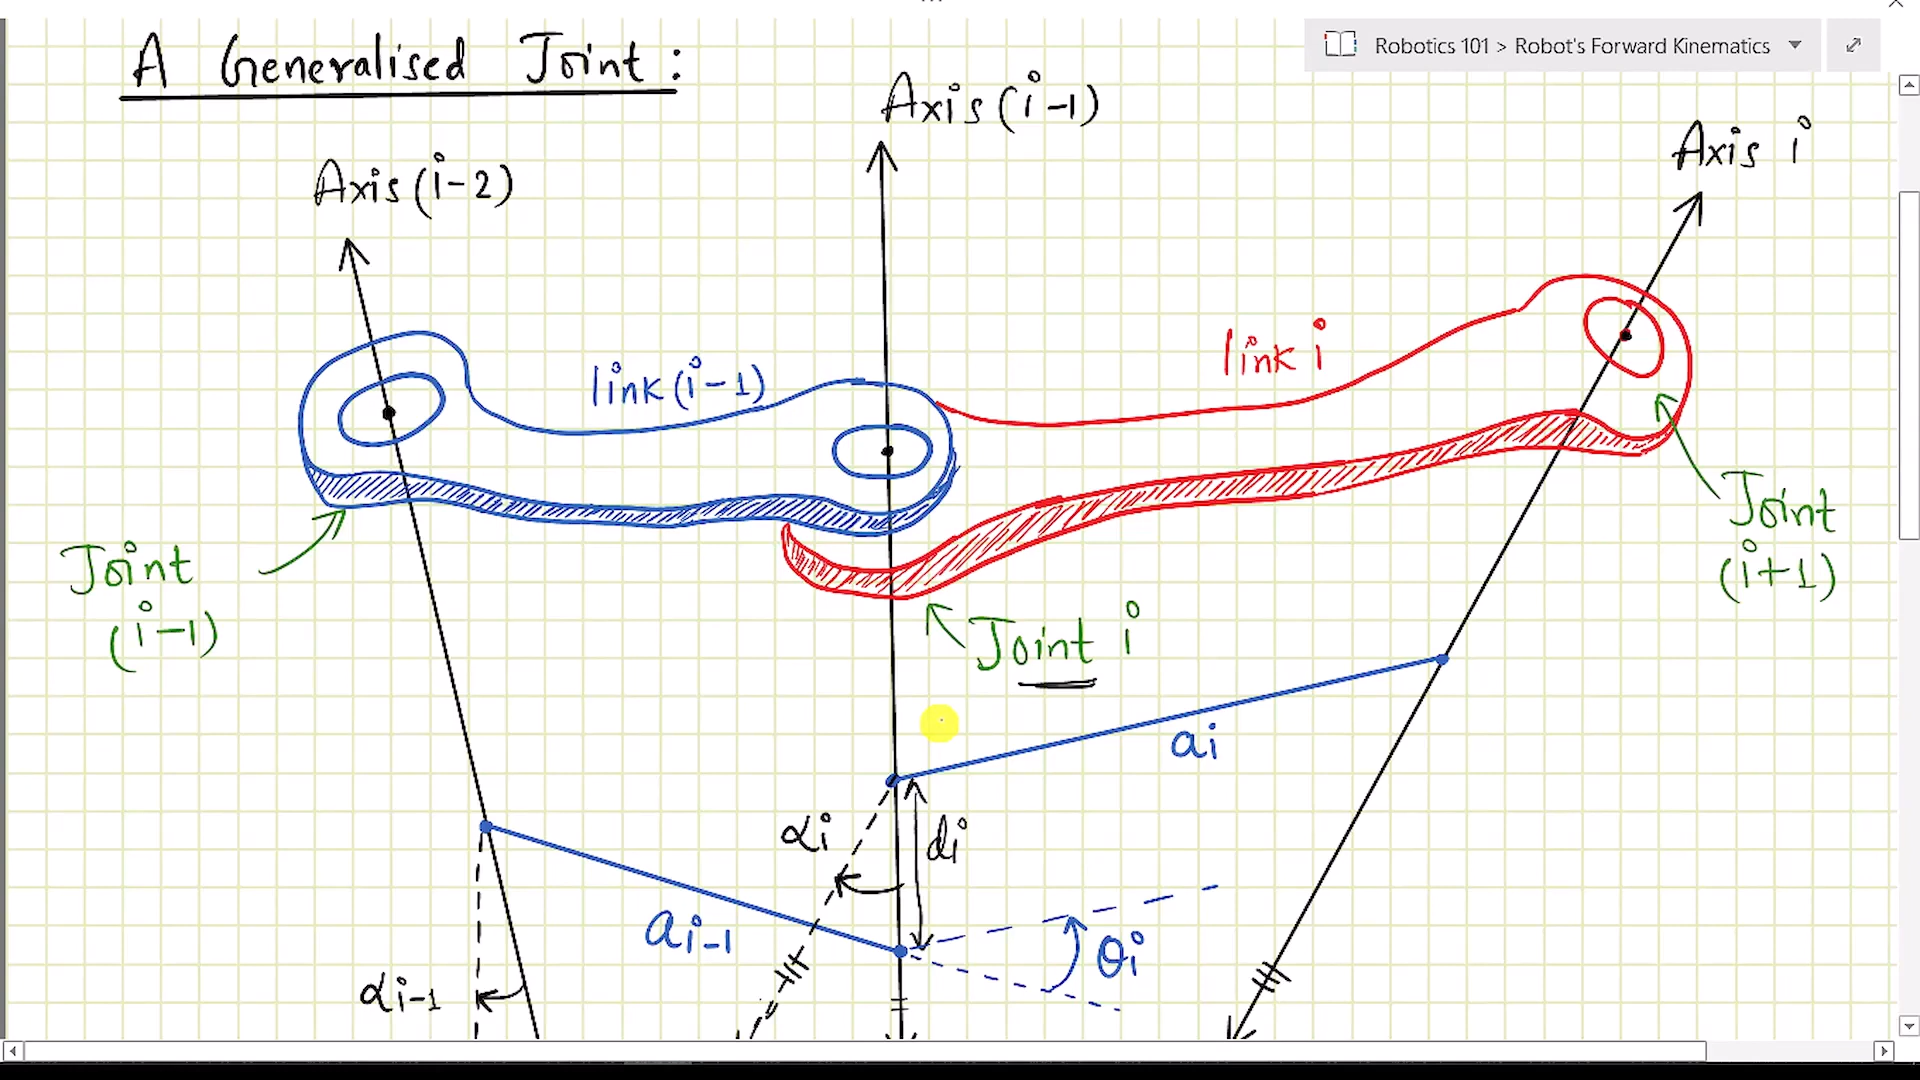 A Generalised Joint:
Robotics 101 > Robot's Forward Kinematics
Axis (i-1)
Axis i
Axis (i-2)
link i
link (i-1)
Joint
(i+1)
Joint
(i-1)
Joint i
ai
αi
di
ai-1
θi
αi-1